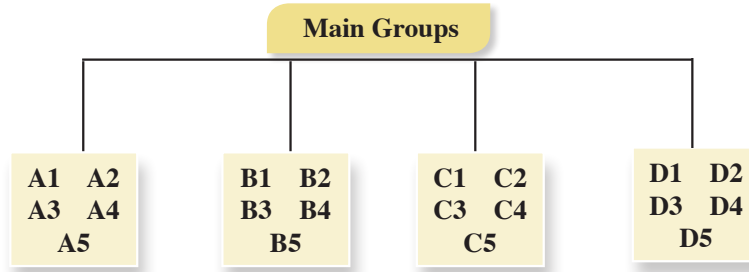 Main Groups
A1 A2
A3 A4
A5
B1 B2
B3 B4
B5
C1 C2
C3 C4
C5
D1 D2
D3 D4
D5